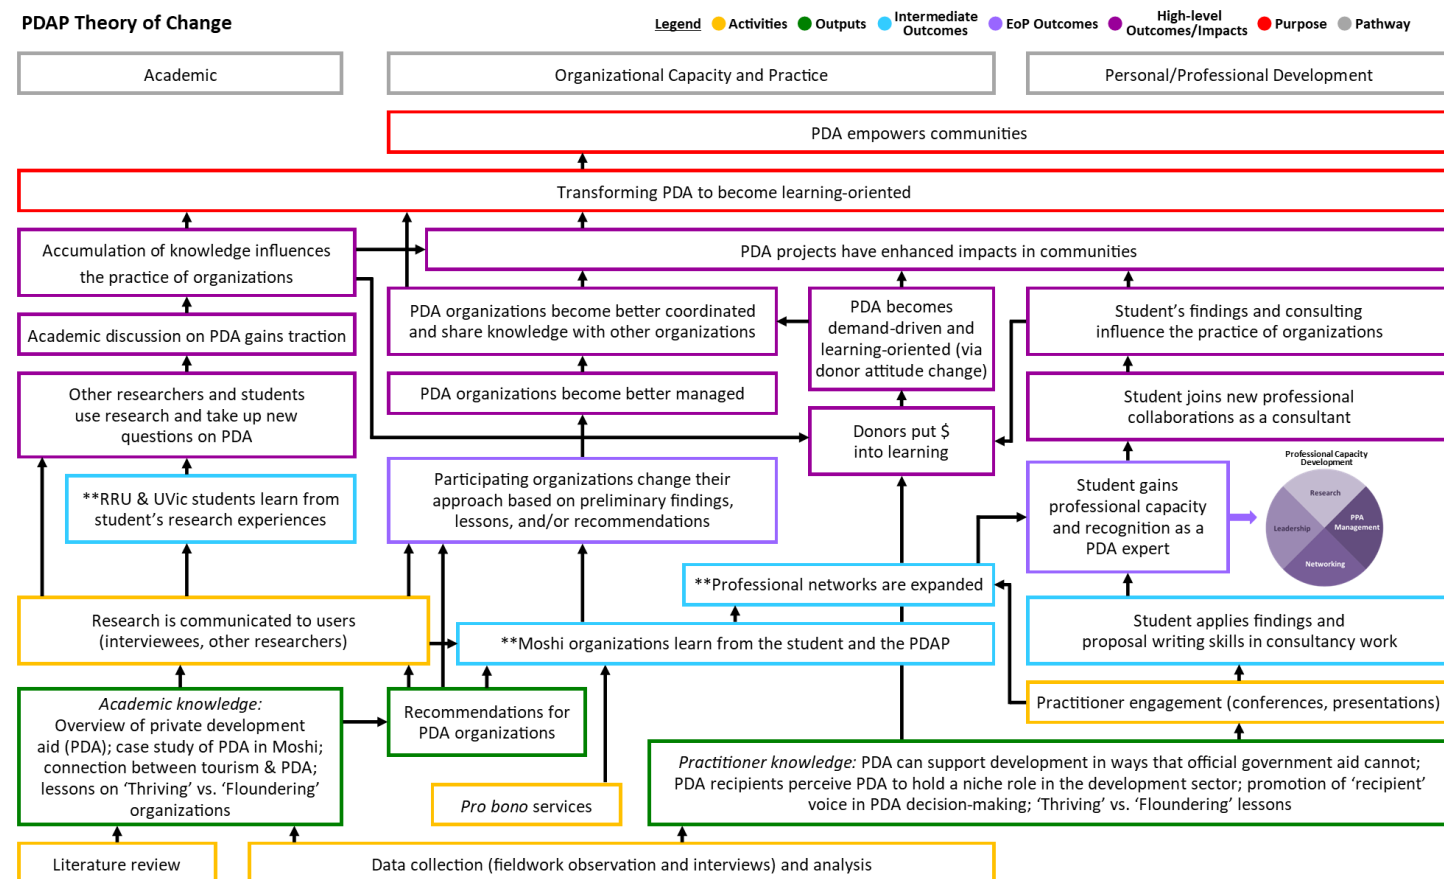 PDAP Theory of Change
Legend
Activities
Outputs
Intermediate
Outcomes
EoP Outcomes
High-level
Outcomes/Impacts
Purpose
Pathway
Academic
Organizational Capacity and Practice
Personal/Professional Development
PDA empowers communities
Transforming PDA to become learning-oriented
Accumulation of knowledge influences
the practice of organizations
PDA projects have enhanced impacts in communities
Academic discussion on PDA gains traction
PDA organizations become better coordinated
and share knowledge with other organizations
PDA becomes
demand-driven and
learning-oriented (via
donor attitude change)
Student’s findings and consulting
influence the practice of organizations
Other researchers and students
use research and take up new
questions on PDA
PDA organizations become better managed
Donors put $
into learning
Student joins new professional
collaborations as a consultant
**RRU & UVic students learn from
student’s research experiences
Participating organizations change their
approach based on preliminary findings,
lessons, and/or recommendations
Student gains
professional capacity
and recognition as a
PDA expert
Professional Capacity
Development
Research
Leadership
PPA
Management
Networking
**Professional networks are expanded
Research is communicated to users
(interviewees, other researchers)
**Moshi organizations learn from the student and the PDAP
Student applies findings and
proposal writing skills in consultancy work
Academic knowledge:
Overview of private development
aid (PDA); case study of PDA in Moshi;
connection between tourism & PDA;
lessons on ‘Thriving’ vs. ‘Floundering’
organizations
Recommendations for
PDA organizations
Practitioner engagement (conferences, presentations)
Pro bono services
Practitioner knowledge: PDA can support development in ways that official government aid cannot;
PDA recipients perceive PDA to hold a niche role in the development sector; promotion of ‘recipient’
voice in PDA decision-making; ‘Thriving’ vs. ‘Floundering’ lessons
Literature review
Data collection (fieldwork observation and interviews) and analysis